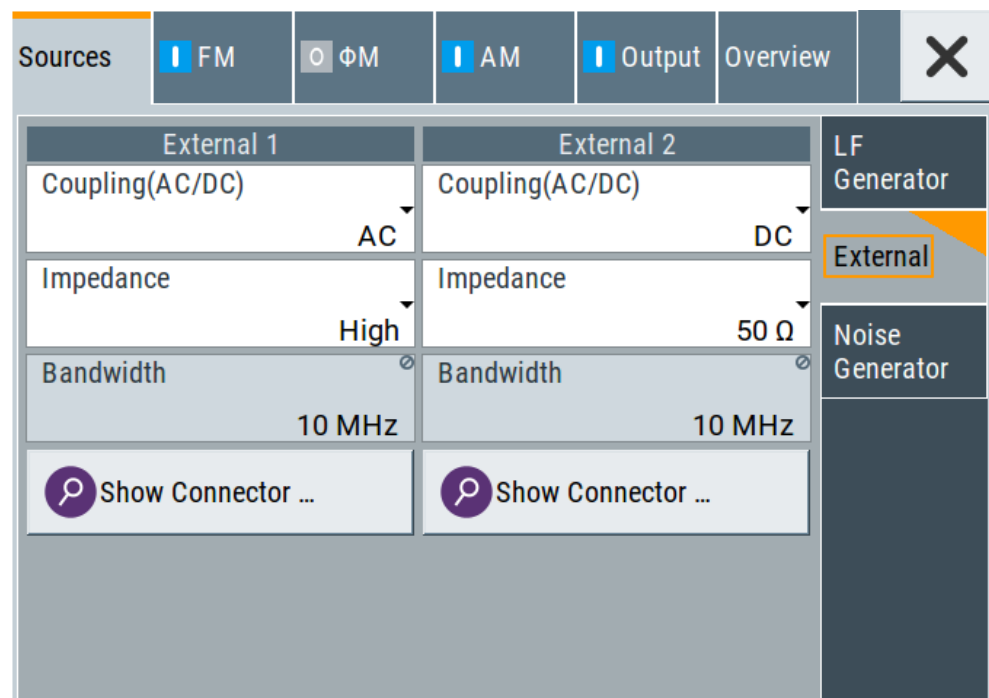 Sources
I FM
O ΦM
I AM
I Output
Overview
External 1
Coupling(AC/DC)
AC
Impedance
High
Bandwidth
10 MHz
Show Connector ...
External 2
Coupling(AC/DC)
DC
Impedance
50 Ω
Bandwidth
10 MHz
Show Connector ...
LF
Generator
External
Noise
Generator